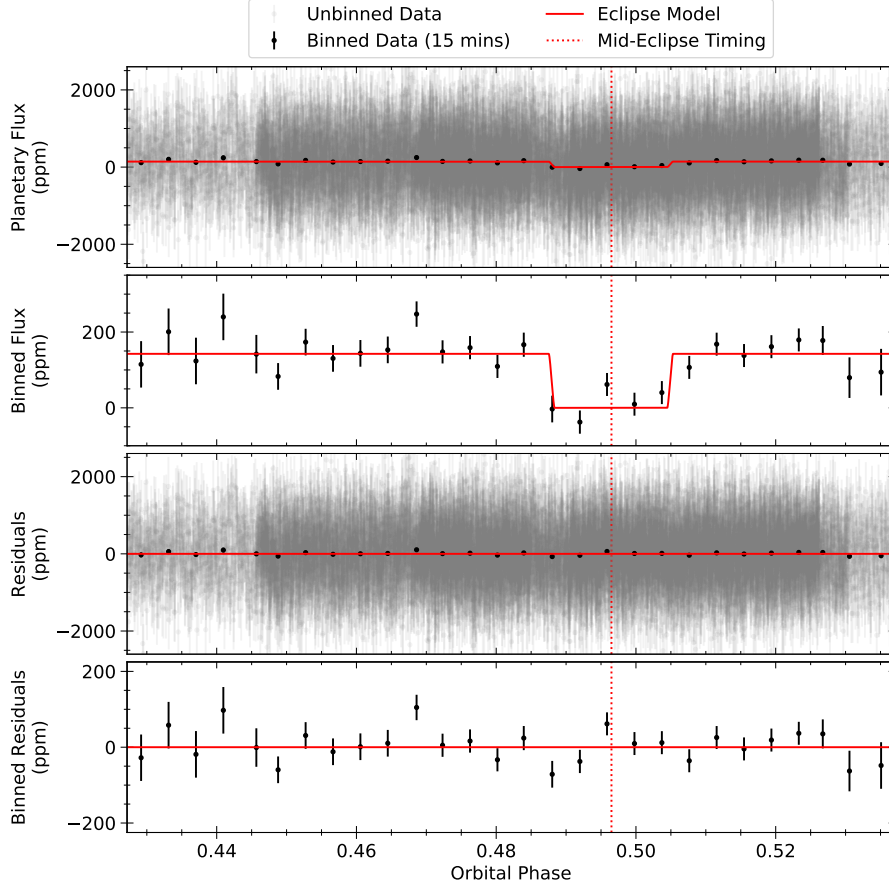 Unbinned Data
Binned Data (15 mins)
Eclipse Model
Mid-Eclipse Timing
Planetary Flux
(ppm)
2000
0
−2000
Binned Flux
(ppm)
200
0
Residuals
(ppm)
2000
0
−2000
Binned Residuals
(ppm)
200
0
−200
0.44
0.46
0.48
0.50
0.52
Orbital Phase